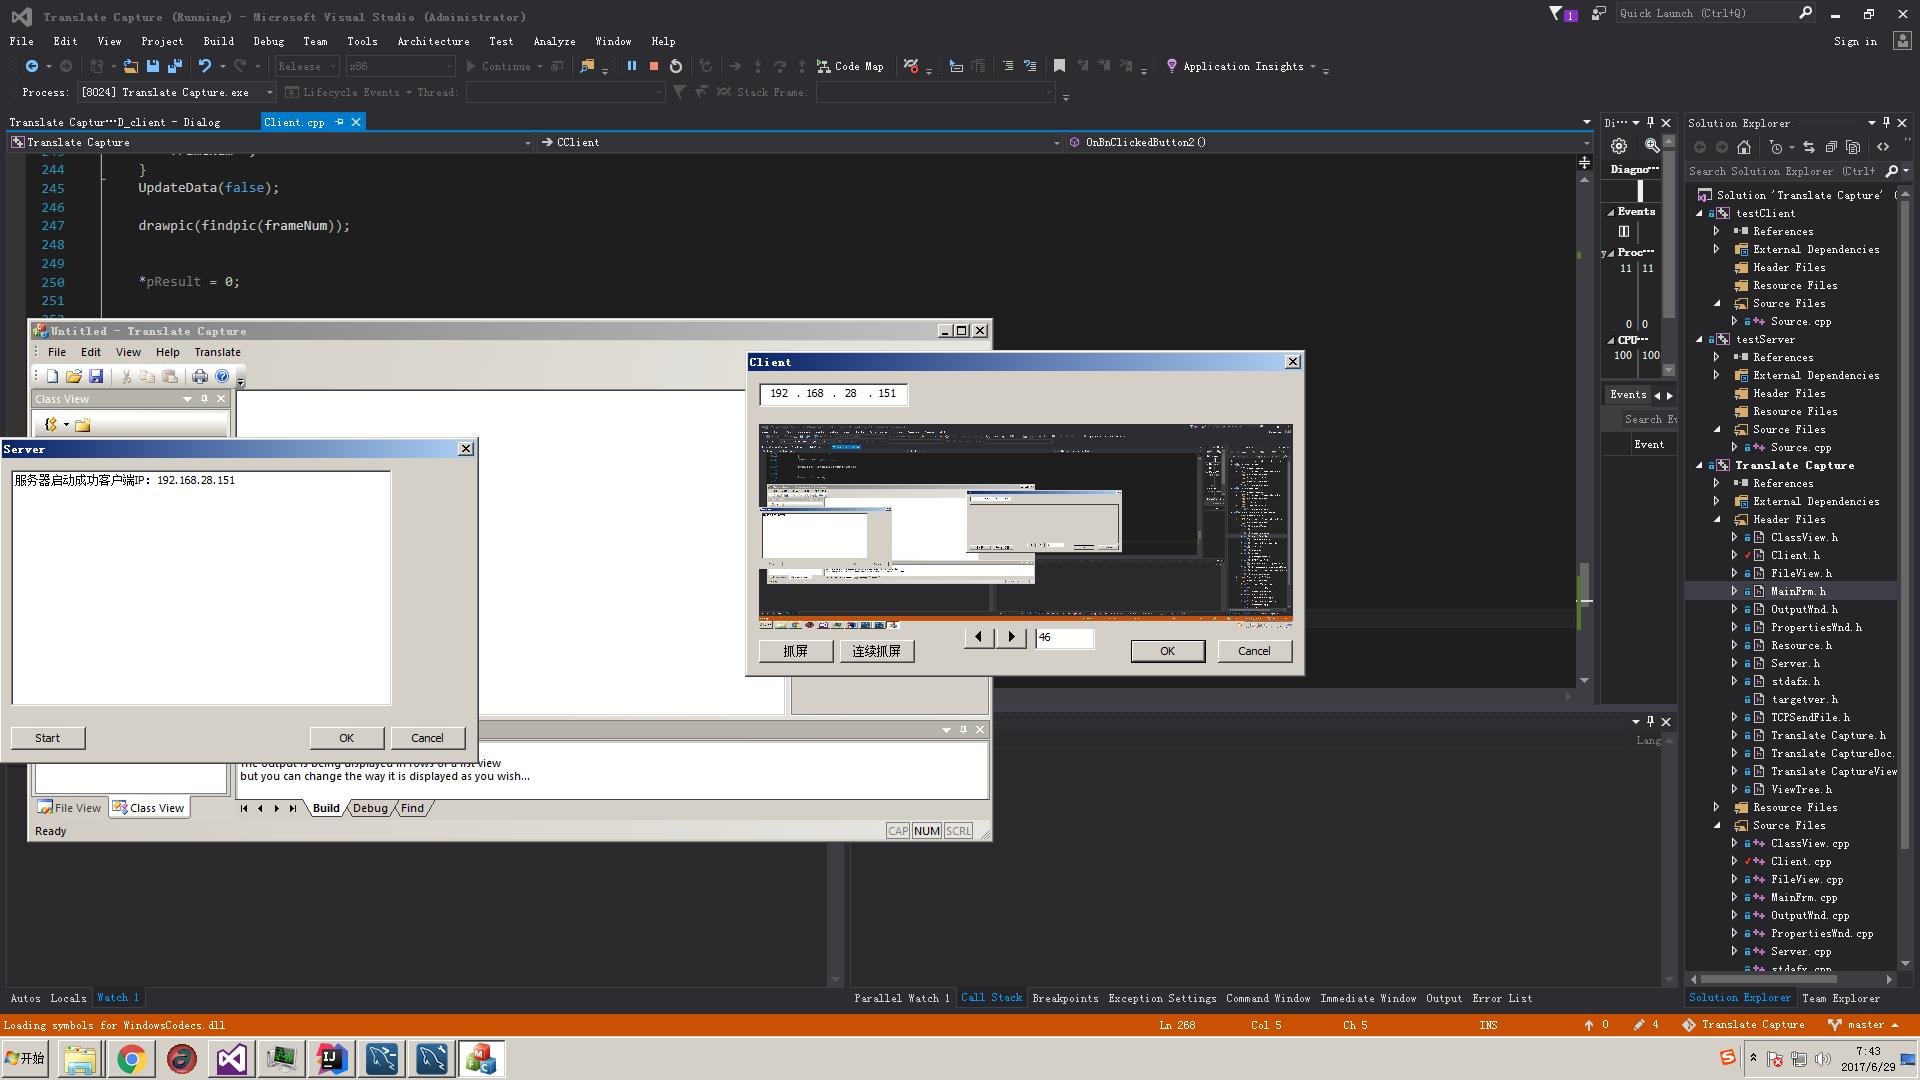 Translate Capture (Running) - Microsoft Visual Studio (Administrator)
1
Quick Launch (Ctrl+Q)
File Edit View Project Build Debug Team Tools Architecture Test Analyze Window Help
Sign in
Release x86 Continue Code Map Application Insights
Process: [8024] Translate Capture.exe Lifecycle Events Thread: Stack Frame:
Translate Captur···D_client - Dialog
Client.cpp
Translate Capture
CClient
OnBnClickedButton2()
244 }
245 UpdateData(false);
246
247 drawpic(findpic(frameNum));
248
249
250 *pResult = 0;
251
Untitled - Translate Capture
File Edit View Help Translate
Class View
Server
服务器启动成功客户端IP: 192.168.28.151
Start
OK
Cancel
but you can change the way it is displayed as you wish...
File View
Class View
Build
Debug
Find
Ready
CAP
NUM
SCRL
Client
192 . 168 . 28 . 151
46
抓屏
连续抓屏
OK
Cancel
Di···
Diagno···
Events
Proc···
11 11
0 0
CPU···
100 100
Events
Search Ev
Event
Lang
Solution Explorer
Search Solution Explorer (Ctrl+
Solution 'Translate Capture' (
testClient
References
External Dependencies
Header Files
Resource Files
Source Files
Source.cpp
testServer
References
External Dependencies
Header Files
Resource Files
Source Files
Source.cpp
Translate Capture
References
External Dependencies
Header Files
ClassView.h
Client.h
FileView.h
MainFrm.h
OutputWnd.h
PropertiesWnd.h
Resource.h
Server.h
stdafx.h
targetver.h
TCPSendFile.h
Translate Capture.h
Translate CaptureDoc.
Translate CaptureView
ViewTree.h
Resource Files
Source Files
ClassView.cpp
Client.cpp
FileView.cpp
MainFrm.cpp
OutputWnd.cpp
PropertiesWnd.cpp
Server.cpp
stdafx.cpp
Solution Explorer
Team Explorer
Autos Locals Watch 1
Parallel Watch 1 Call Stack Breakpoints Exception Settings Command Window Immediate Window Output Error List
Loading symbols for WindowsCodecs.dll
Ln 268
Col 5
Ch 5
INS
0
4
Translate Capture
master
开始
7:43
2017/6/29